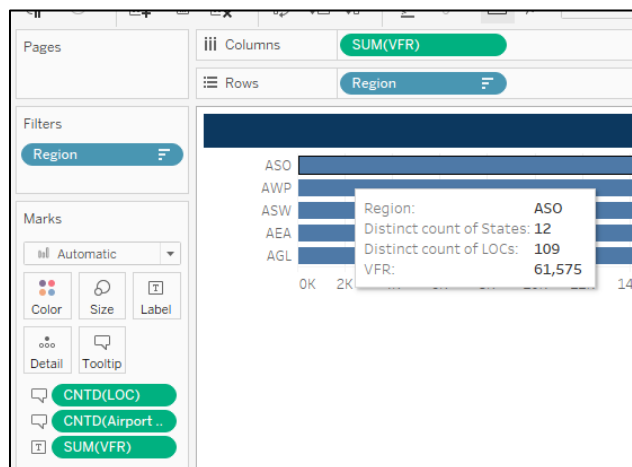 Pages
Columns
SUM(VFR)
Rows
Region
Filters
Region
Marks
Automatic
Color
Size
Label
Detail
Tooltip
CNTD(LOC)
CNTD(Airport ..
SUM(VFR)
ASO
AWP
ASW
AEA
AGL
Region: ASO
Distinct count of States: 12
Distinct count of LOCs: 109
VFR: 61,575
0K 2K 14